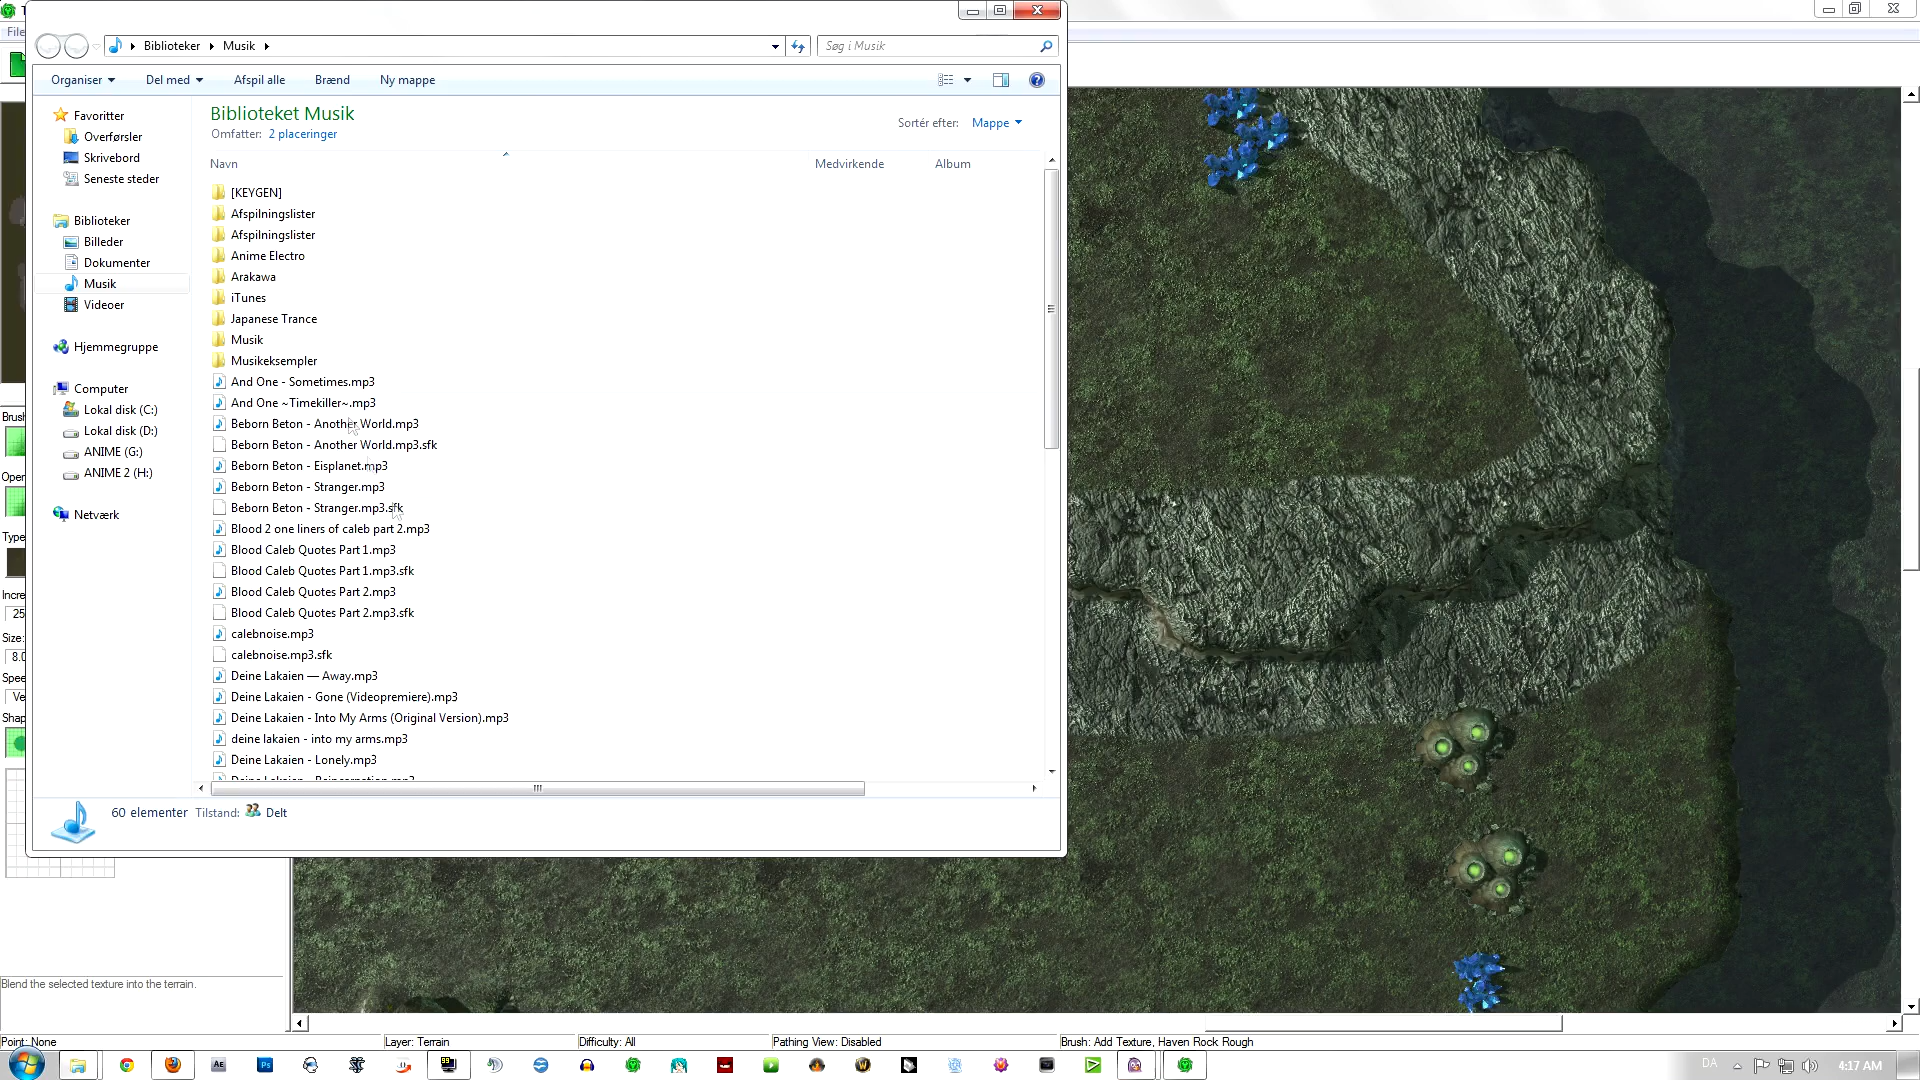 File
Biblioteker
Musik
Søg i Musik
Organiser
Del med
Afspil alle
Brænd
Ny mappe
Favoritter
Overførsler
Skrivebord
Seneste steder
Biblioteker
Billeder
Dokumenter
Musik
Videoer
Hjemmegruppe
Computer
Lokal disk (C:)
Lokal disk (D:)
ANIME (G:)
ANIME 2 (H:)
Netværk
Biblioteket Musik
Omfatter: 2 placeringer
Sortér efter: Mappe
Navn
Medvirkende
Album
[KEYGEN]
Afspilningslister
Afspilningslister
Anime Electro
Arakawa
iTunes
Japanese Trance
Musik
Musikeksempler
And One - Sometimes.mp3
And One ~Timekiller~.mp3
Beborn Beton - Another World.mp3
Beborn Beton - Another World.mp3.sfk
Beborn Beton - Eisplanet.mp3
Beborn Beton - Stranger.mp3
Beborn Beton - Stranger.mp3.sfk
Blood 2 one liners of caleb part 2.mp3
Blood Caleb Quotes Part 1.mp3
Blood Caleb Quotes Part 1.mp3.sfk
Blood Caleb Quotes Part 2.mp3
Blood Caleb Quotes Part 2.mp3.sfk
calebnoise.mp3
calebnoise.mp3.sfk
Deine Lakaien — Away.mp3
Deine Lakaien - Gone (Videopremiere).mp3
Deine Lakaien - Into My Arms (Original Version).mp3
deine lakaien - into my arms.mp3
Deine Lakaien - Lonely.mp3
Deine Lakaien - Reincarnation.mp3
60 elementer Tilstand: Delt
Brush
Oper
Type
Incre
25
Size:
8.0
Spee
Ve
Shap
Blend the selected texture into the terrain.
Point: None
Layer: Terrain
Difficulty: All
Pathing View: Disabled
Brush: Add Texture, Haven Rock Rough
AE
Ps
DA
4:17 AM